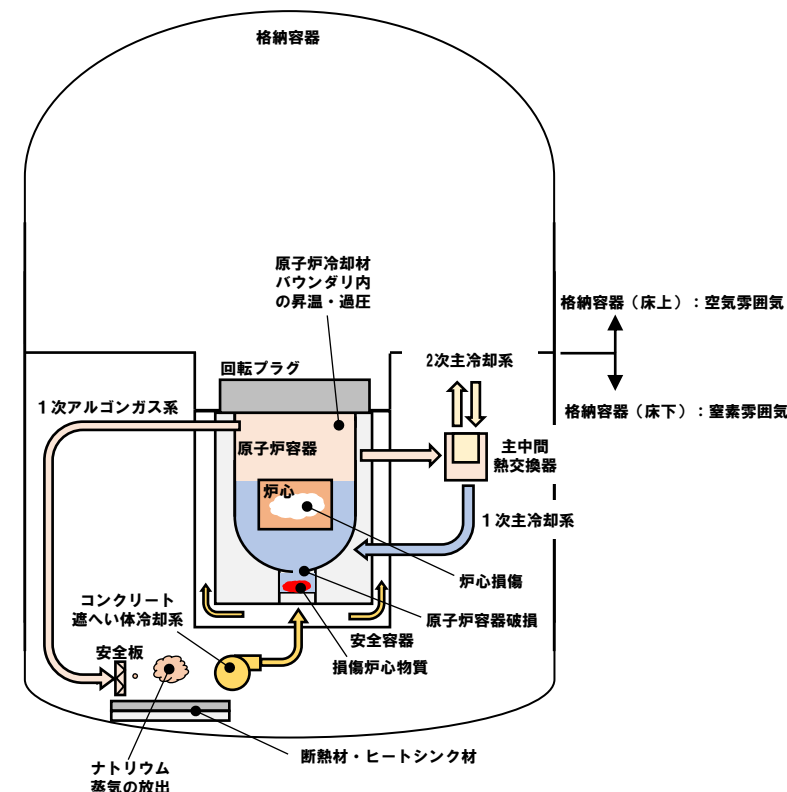 格納容器
原子炉冷却材
バウンダリ内
の昇温・過圧
格納容器（床上）：空気雰囲気
回転プラグ
2次主冷却系
１次アルゴンガス系
格納容器（床下）：窒素雰囲気
原子炉容器
主中間
熱交換器
炉心
１次主冷却系
炉心損傷
コンクリート
遮へい体冷却系
原子炉容器破損
安全容器
安全板
損傷炉心物質
断熱材・ヒートシンク材
ナトリウム
蒸気の放出